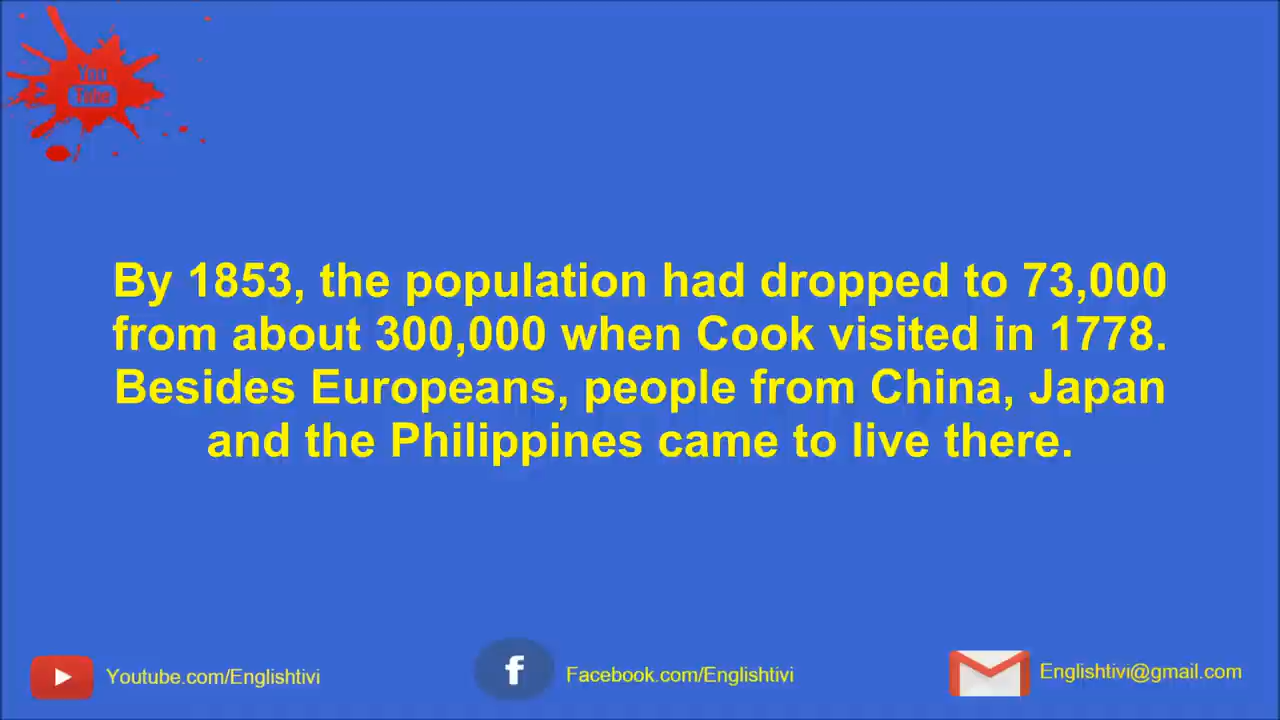 You
Tube
By 1853, the population had dropped to 73,000
from about 300,000 when Cook visited in 1778.
Besides Europeans, people from China, Japan
and the Philippines came to live there.
Youtube.com/Englishtivi
f
Facebook.com/Englishtivi
Englishtivi@gmail.com